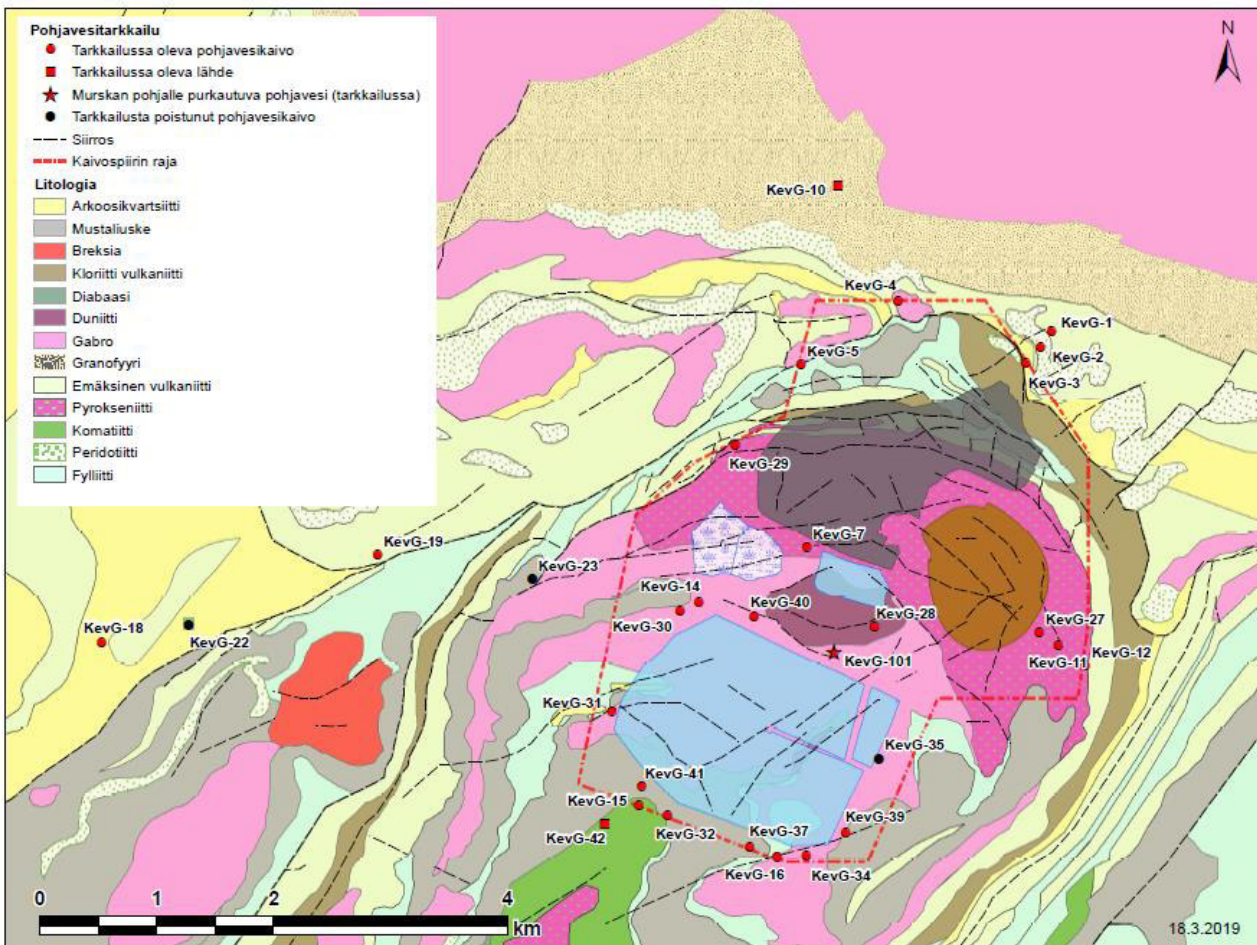 Pohjavesitarkkailu
Tarkkailussa oleva pohjavesikaivo
Tarkkailussa oleva lähde
Murskan pohjalle purkautuva pohjavesi (tarkkailussa)
Tarkkailusta poistunut pohjavesikaivo
Siirros
Kaivospiirin raja
Litologia
Arkoosikvartsiitti
Mustaliuske
Breksia
Kloriitti vulkaniitti
Diabaasi
Duniitti
Gabro
Granofyyri
Emäksinen vulkaniitti
Pyrokseniitti
Komatiitti
Peridotiitti
Fylliitti
N
KevG-10
KevG-4
KevG-1
KevG-2
KevG-5
KevG-3
KevG-29
KevG-7
KevG-19
KevG-23
KevG-14
KevG-40
KevG-28
KevG-27
KevG-18
KevG-22
KevG-30
KevG-12
KevG-101
KevG-11
KevG-31
KevG-35
KevG-41
KevG-15
KevG-42
KevG-32
KevG-37
KevG-39
KevG-16
KevG-34
0 1 2 4
km
18.3.2019